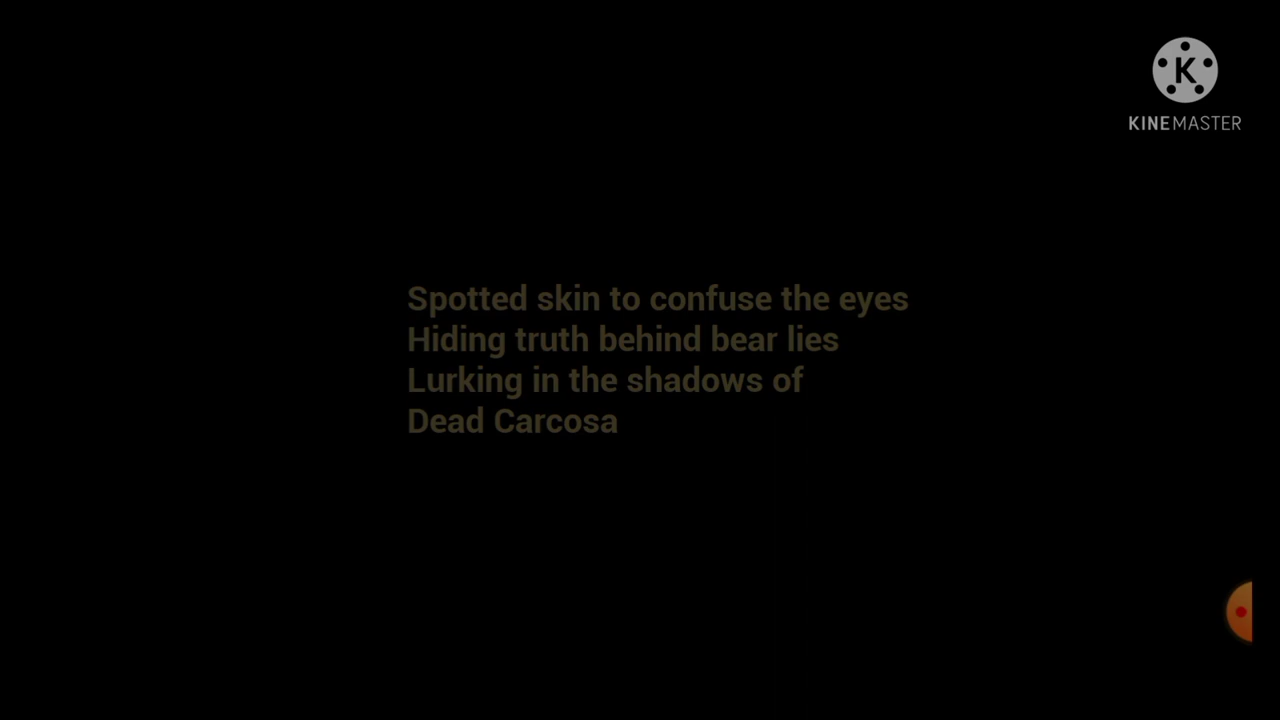 K
KINEMASTER
Spotted skin to confuse the eyes
Hiding truth behind bear lies
Lurking in the shadows of
Dead Carcosa